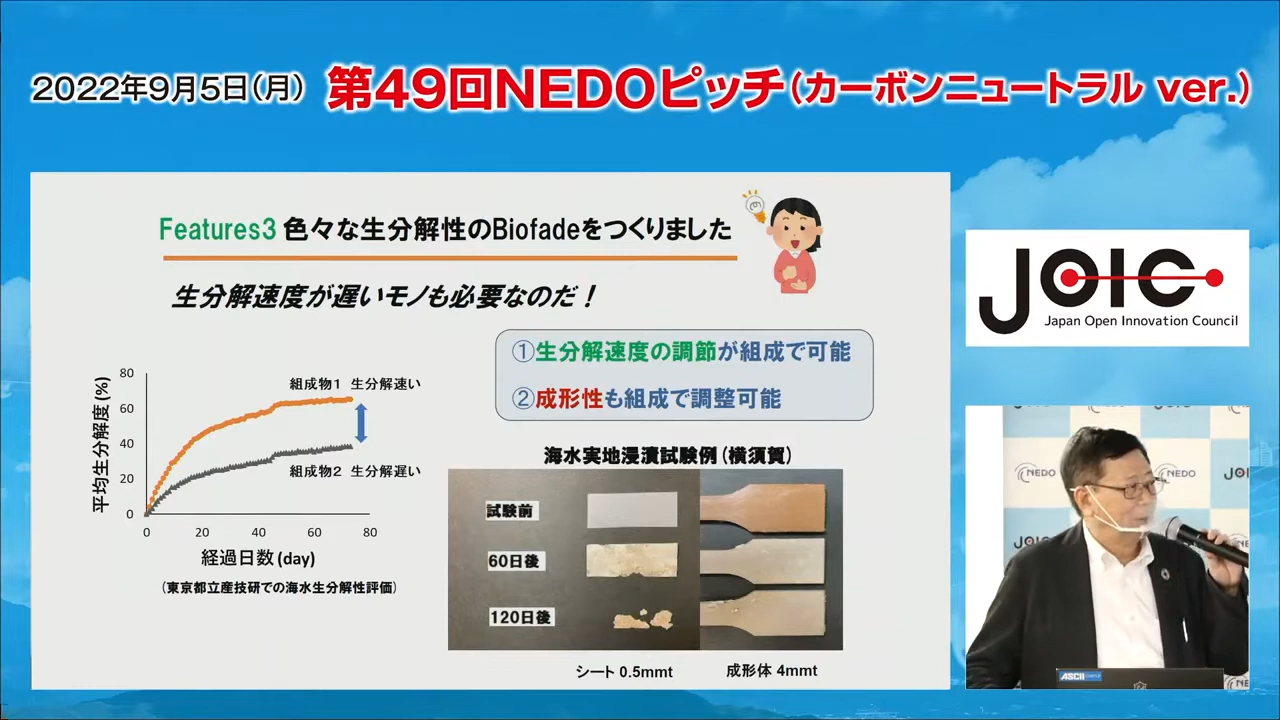 2022年9月5日(月) 第49回NEDOピッチ(カーボンニュートラル ver.)
Features3 色々な生分解性のBiofadeをつくりました
生分解速度が遅いモノも必要なのだ！
①生分解速度の調節が組成で可能
②成形性も組成で調整可能
平均生分解度(%)
80
60
40
20
0
組成物1 生分解速い
組成物2 生分解遅い
0 20 40 60 80
経過日数(day)
(東京都立産技研での海水生分解性評価)
海水実地浸漬試験例(横須賀)
試験前
60日後
120日後
シート 0.5mmt
成形体 4mmt
JOIC
Japan Open Innovation Council
NEDO
NEDO
JOI
JOIC
ASCII
NE